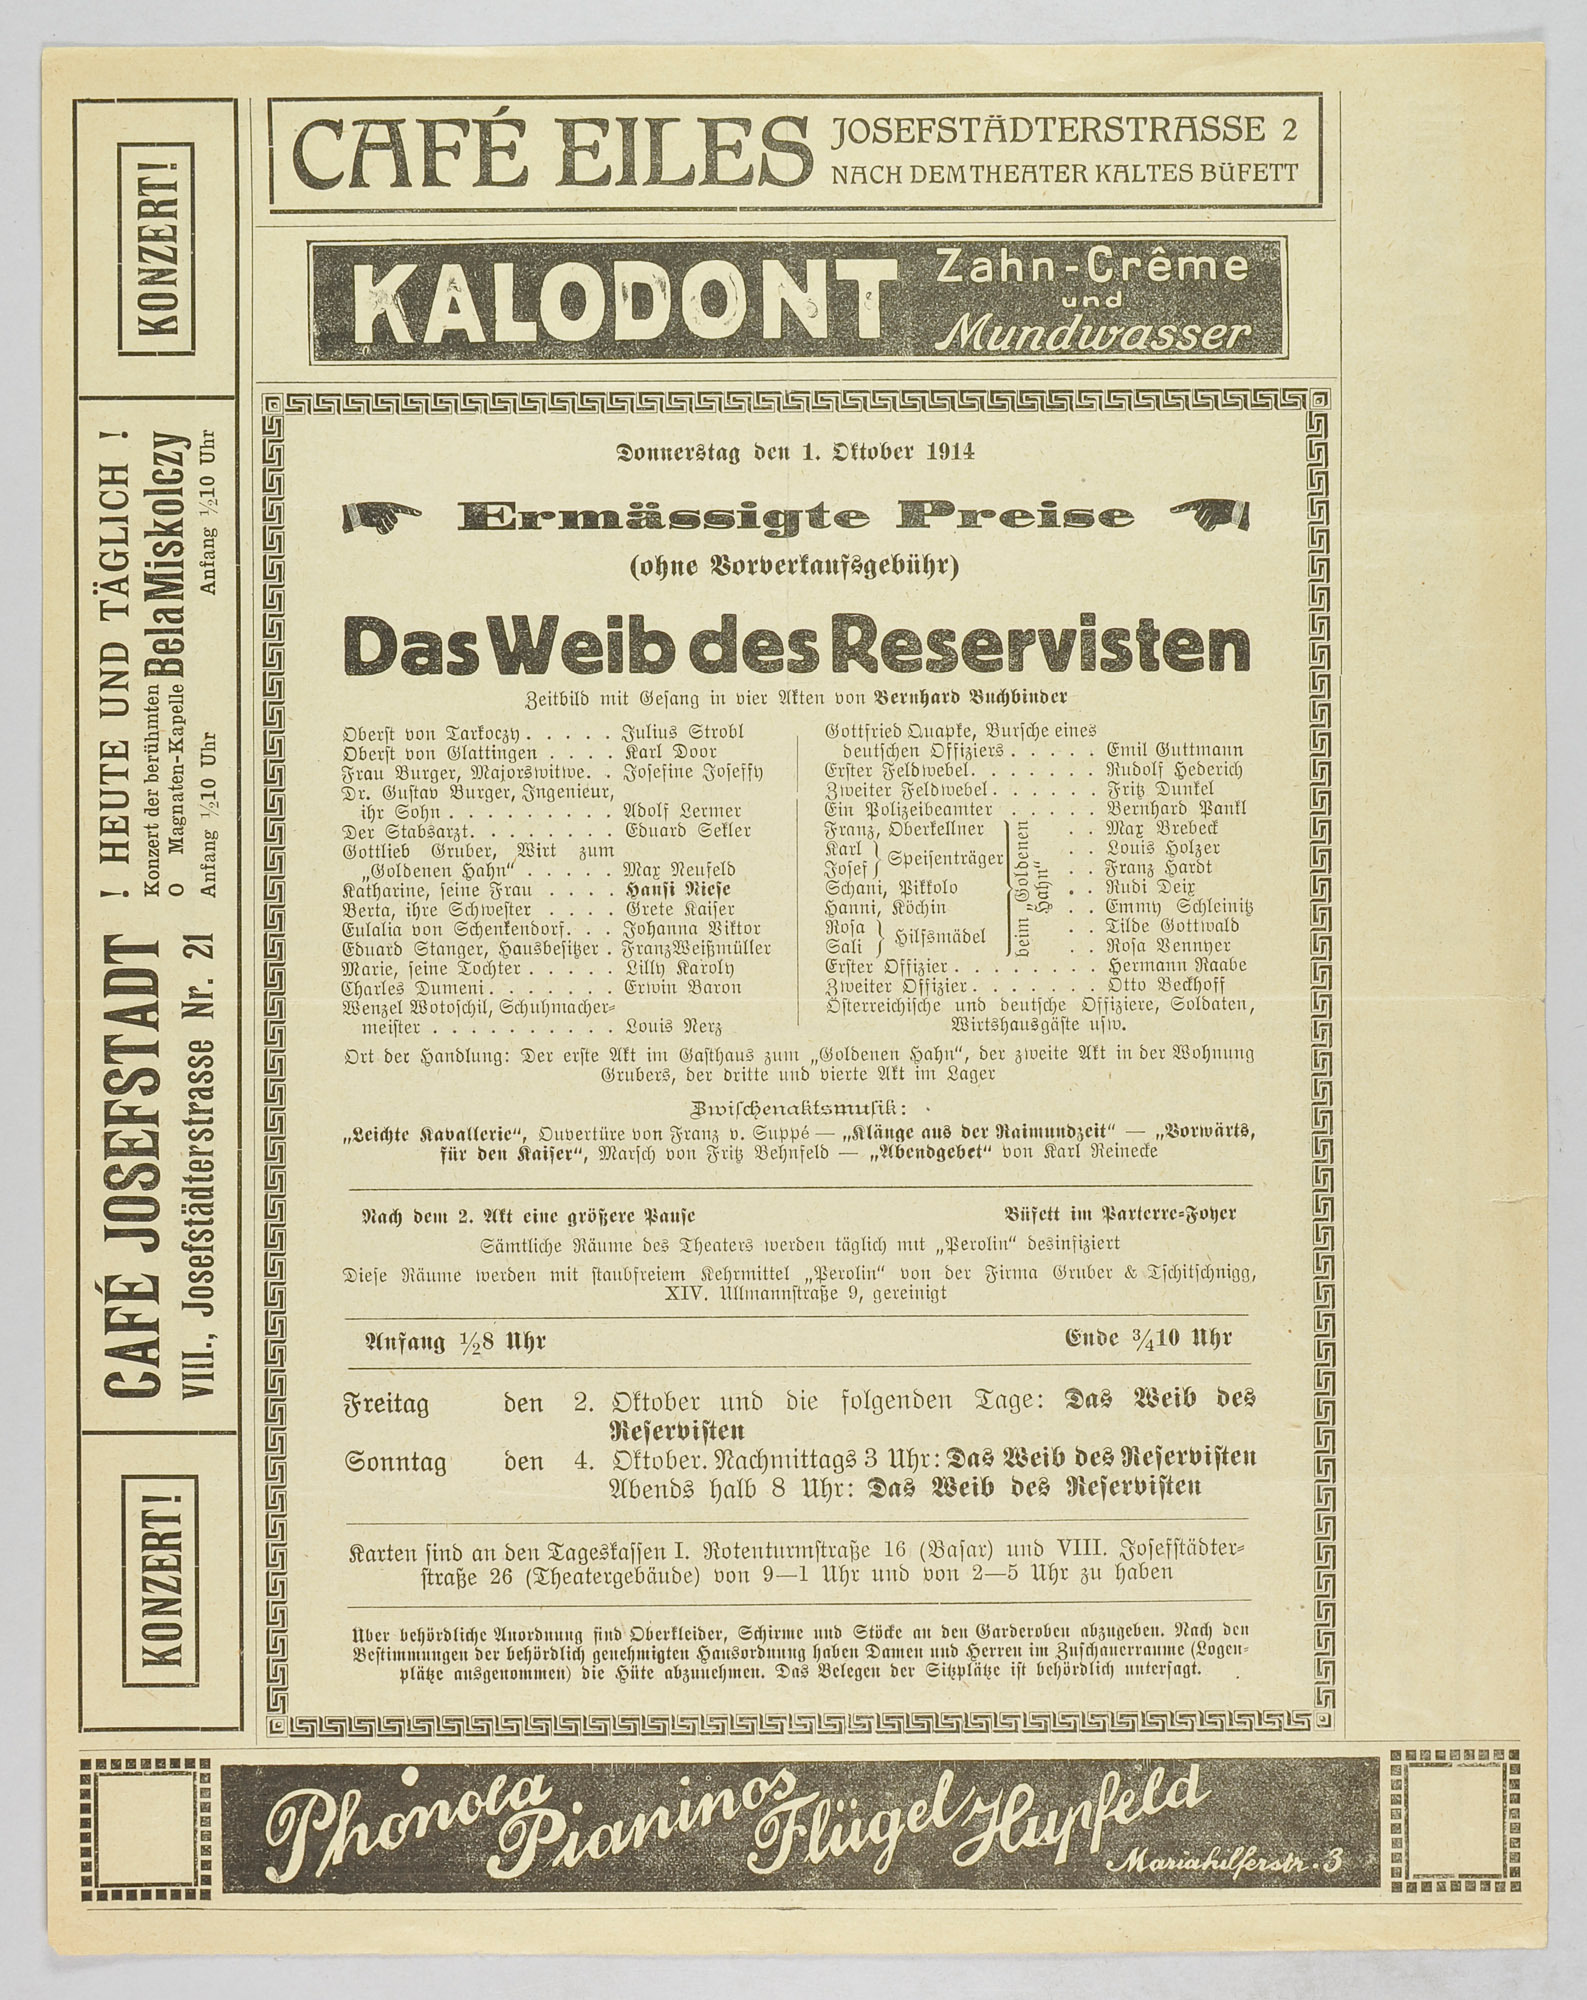 CAFÉ EILES JOSEFSTÄDTERSTRASSE 2
NACH DEM THEATER KALTES BÜFETT
KALODONT Zahn-Crême
und
Mundwasser
KONZERT!
! HEUTE UND TÄGLICH !
Konzert der berühmten
O Magnaten-Kapelle Bela Miskolczy
Anfang ½10 Uhr Anfang ½10 Uhr
CAFÉ JOSEFSTADT
VIII., Josefstädterstrasse Nr. 21
KONZERT!
Donnerstag den 1. Oktober 1914
Ermässigte Preise
(ohne Vorverkaufsgebühr)
Das Weib des Reservisten
Zeitbild mit Gesang in vier Akten von Bernhard Buchbinder
Oberst von Tarkoczy . . . . . Julius Strobl
Oberst von Glattingen . . . . Karl Door
Frau Burger, Majorswitwe. . Josefine Joseffy
Dr. Gustav Burger, Ingenieur,
ihr Sohn . . . . . . . . . Adolf Lermer
Der Stabsarzt. . . . . . . . Eduard Sekler
Gottlieb Gruber, Wirt zum
„Goldenen Hahn“ . . . . . Max Neufeld
Katharine, seine Frau . . . . Hansi Niese
Berta, ihre Schwester . . . . Grete Kaiser
Eulalia von Schenkendorf. . . Johanna Viktor
Eduard Stanger, Hausbesitzer . Franz Weißmüller
Marie, seine Tochter . . . . . Lilly Karoly
Charles Dumeni. . . . . . . Erwin Baron
Wenzel Wotoschil, Schuhmacher-
meister . . . . . . . . . . Louis Nerz
Gottfried Quapke, Bursche eines
deutschen Offiziers . . . . . Emil Guttmann
Erster Feldwebel. . . . . . . Rudolf Hederich
Zweiter Feldwebel. . . . . . Fritz Dunkel
Ein Polizeibeamter . . . . . Bernhard Pankl
Franz, Oberkellner . . Max Brebeck
Karl } Speisenträger . . Louis Holzer
Josef } . . Franz Hardt
Schani, Pikkolo . . Rudi Deix
Hanni, Köchin . . Emmy Schleinitz
Rosa } Hilfsmädel . . Tilde Gottwald
Sali } . . Rosa Vennyer
beim „Goldenen
Hahn“
Erster Offizier . . . . . . . . Hermann Raabe
Zweiter Offizier . . . . . . . Otto Beckhoff
Österreichische und deutsche Offiziere, Soldaten,
Wirtshausgäste usw.
Ort der Handlung: Der erste Akt im Gasthaus zum „Goldenen Hahn“, der zweite Akt in der Wohnung
Grubers, der dritte und vierte Akt im Lager
Zwischenaktsmusik:
„Leichte Kavallerie“, Ouvertüre von Franz v. Suppé — „Klänge aus der Raimundzeit“ — „Vorwärts,
für den Kaiser“, Marsch von Fritz Behnfeld — „Abendgebet“ von Karl Reinecke
Nach dem 2. Akt eine größere Pause Büfett im Parterre-Foyer
Sämtliche Räume des Theaters werden täglich mit „Perolin“ desinfiziert
Diese Räume werden mit staubfreiem Kehrmittel „Perolin“ von der Firma Gruber & Tschitschnigg,
XIV. Ullmannstraße 9, gereinigt
Anfang ½8 Uhr Ende ¾10 Uhr
Freitag den 2. Oktober und die folgenden Tage: Das Weib des
Reservisten
Sonntag den 4. Oktober. Nachmittags 3 Uhr: Das Weib des Reservisten
Abends halb 8 Uhr: Das Weib des Reservisten
Karten sind an den Tageskassen I. Rotenturmstraße 16 (Basar) und VIII. Josefstädter-
straße 26 (Theatergebäude) von 9—1 Uhr und von 2—5 Uhr zu haben
Über behördliche Anordnung sind Oberkleider, Schirme und Stöcke an den Garderoben abzugeben. Nach den
Bestimmungen der behördlich genehmigten Hausordnung haben Damen und Herren im Zuschauerraume (Logen-
plätze ausgenommen) die Hüte abzunehmen. Das Belegen der Sitzplätze ist behördlich untersagt.
Phonola Pianinos Flügel Hupfeld
Mariahilferstr. 3